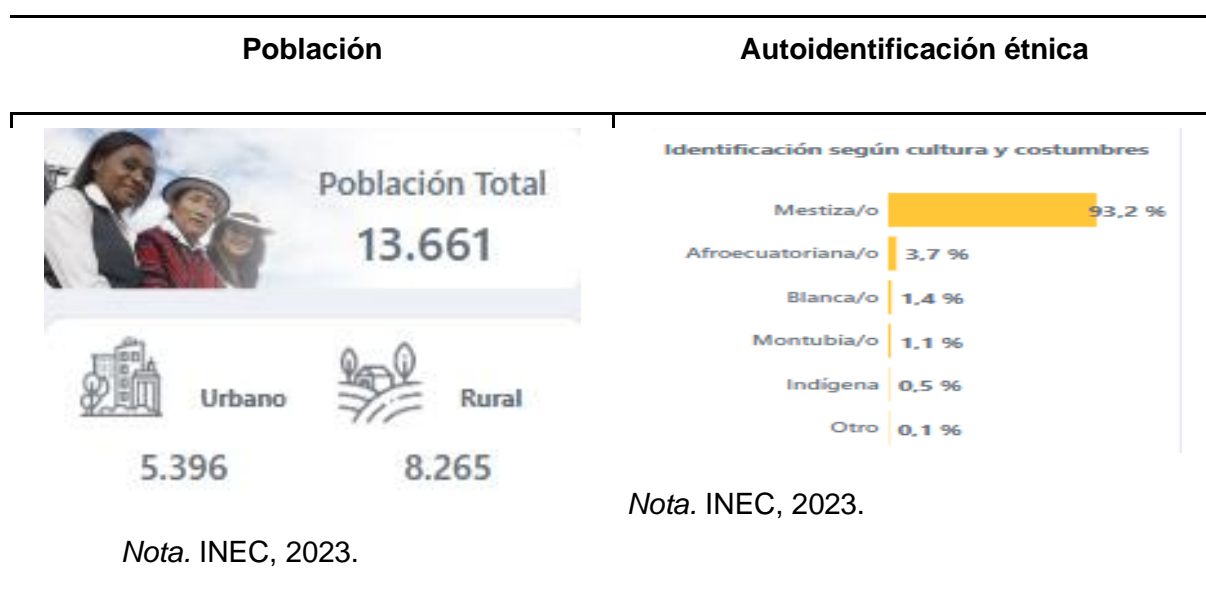 Población
Autoidentificación étnica
Población Total
13.661
Urbano
Rural
5.396
8.265
Nota. INEC, 2023.
Identificación según cultura y costumbres
Mestiza/o 93,2 %
Afroecuatoriana/o 3,7 %
Blanca/o 1,4 %
Montubia/o 1,1 %
Indígena 0,5 %
Otro 0,1 %
Nota. INEC, 2023.